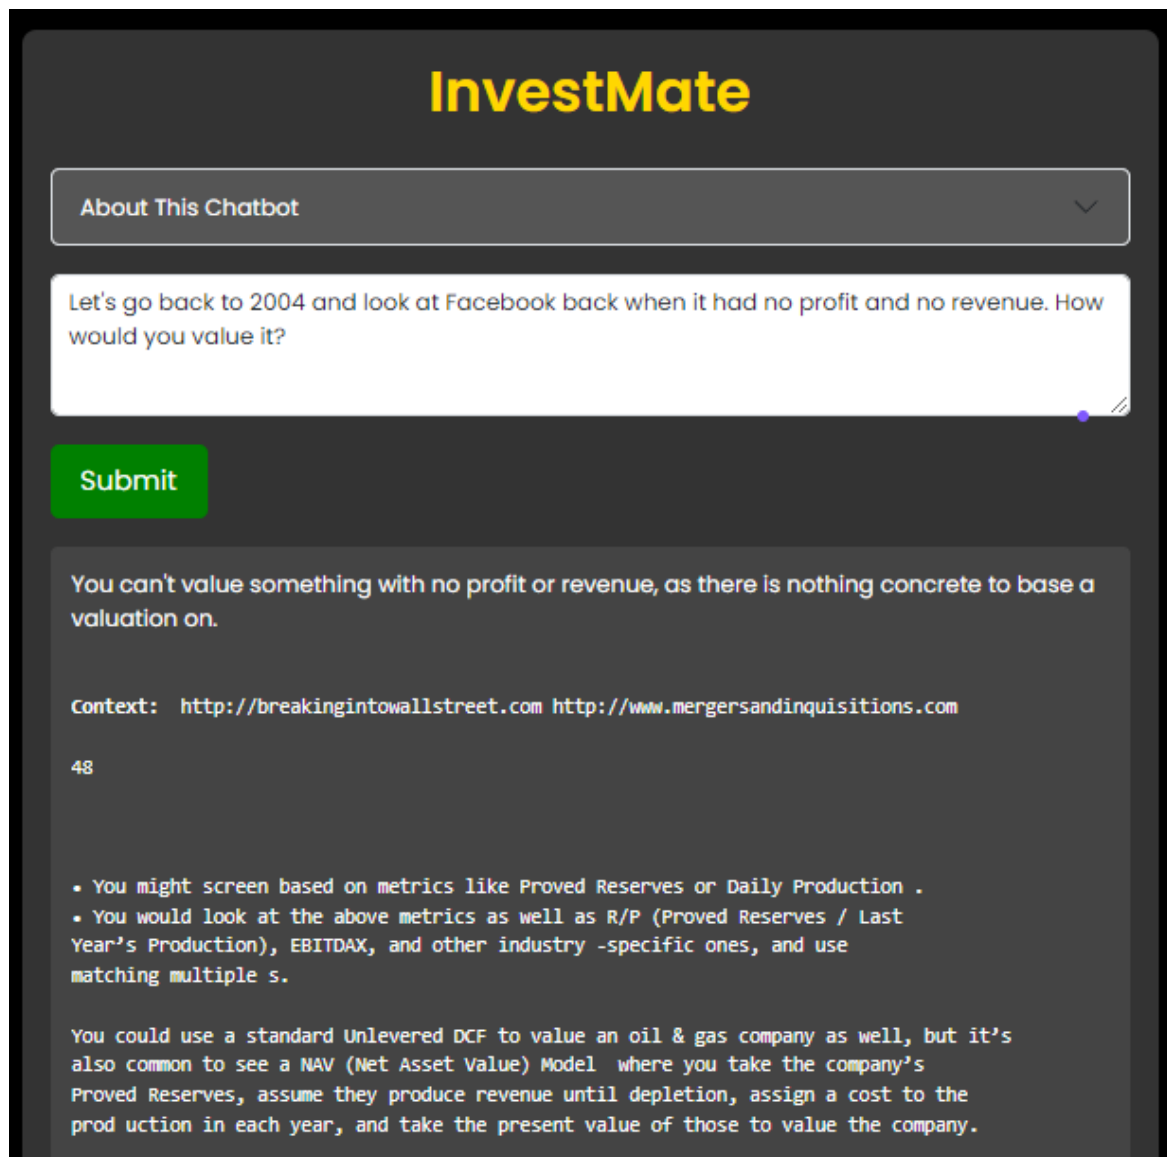 InvestMate
About This Chatbot
Let's go back to 2004 and look at Facebook back when it had no profit and no revenue. How
would you value it?
Submit
You can't value something with no profit or revenue, as there is nothing concrete to base a
valuation on.
Context:  http://breakingintowallstreet.com http://www.mergersandinquisitions.com
48
• You might screen based on metrics like Proved Reserves or Daily Production .
• You would look at the above metrics as well as R/P (Proved Reserves / Last
Year’s Production), EBITDAX, and other industry -specific ones, and use
matching multiple s.
You could use a standard Unlevered DCF to value an oil & gas company as well, but it’s
also common to see a NAV (Net Asset Value) Model  where you take the company’s
Proved Reserves, assume they produce revenue until depletion, assign a cost to the
prod uction in each year, and take the present value of those to value the company.